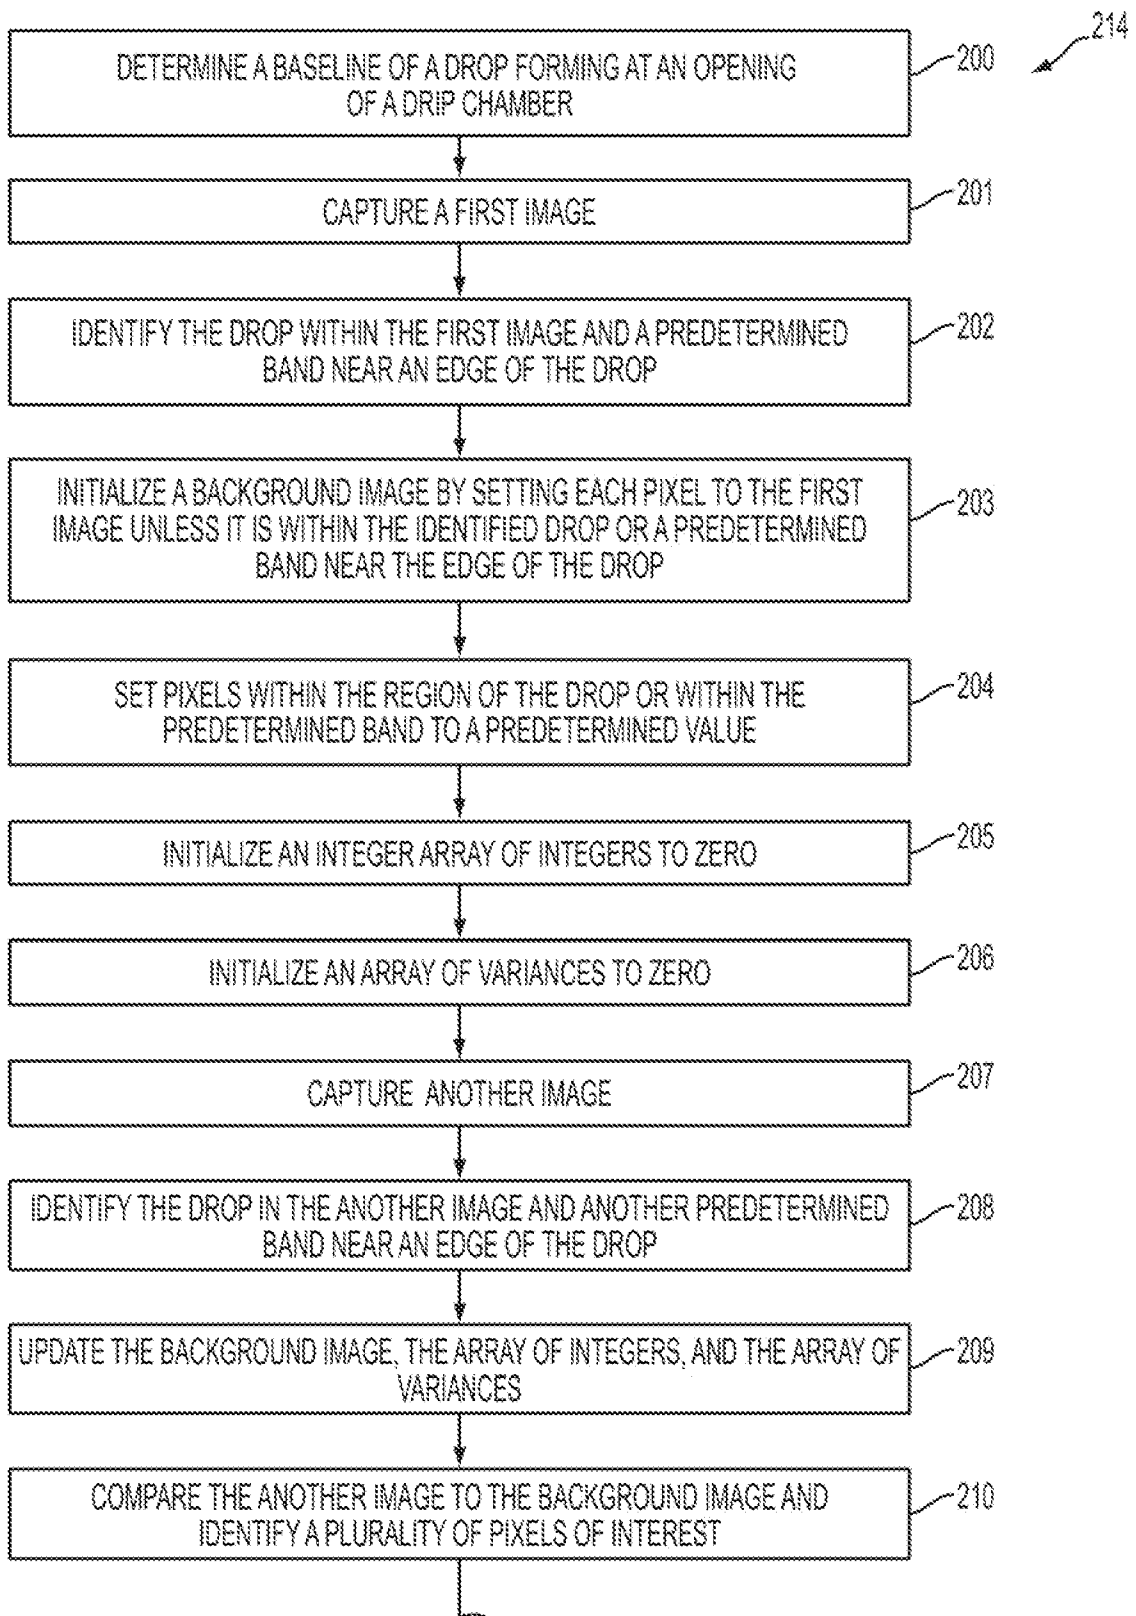 214
DETERMINE A BASELINE OF A DROP FORMING AT AN OPENING
OF A DRIP CHAMBER
200
CAPTURE A FIRST IMAGE
201
IDENTIFY THE DROP WITHIN THE FIRST IMAGE AND A PREDETERMINED
BAND NEAR AN EDGE OF THE DROP
202
INITIALIZE A BACKGROUND IMAGE BY SETTING EACH PIXEL TO THE FIRST
IMAGE UNLESS IT IS WITHIN THE IDENTIFIED DROP OR A PREDETERMINED
BAND NEAR THE EDGE OF THE DROP
203
SET PIXELS WITHIN THE REGION OF THE DROP OR WITHIN THE
PREDETERMINED BAND TO A PREDETERMINED VALUE
204
INITIALIZE AN INTEGER ARRAY OF INTEGERS TO ZERO
205
INITIALIZE AN ARRAY OF VARIANCES TO ZERO
206
CAPTURE ANOTHER IMAGE
207
IDENTIFY THE DROP IN THE ANOTHER IMAGE AND ANOTHER PREDETERMINED
BAND NEAR AN EDGE OF THE DROP
208
UPDATE THE BACKGROUND IMAGE, THE ARRAY OF INTEGERS, AND THE ARRAY OF
VARIANCES
209
COMPARE THE ANOTHER IMAGE TO THE BACKGROUND IMAGE AND
IDENTIFY A PLURALITY OF PIXELS OF INTEREST
210